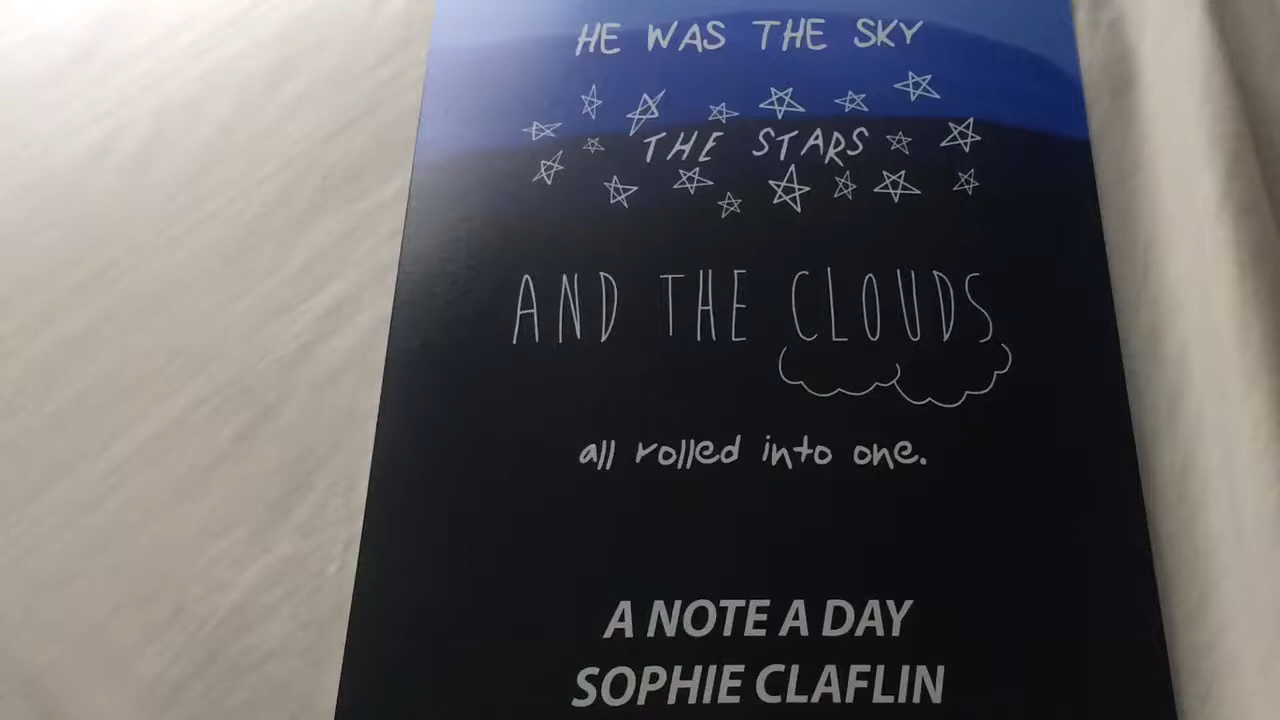 HE WAS THE SKY
THE STARS
AND THE CLOUDS
all rolled into one.
A NOTE A DAY
SOPHIE CLAFLIN